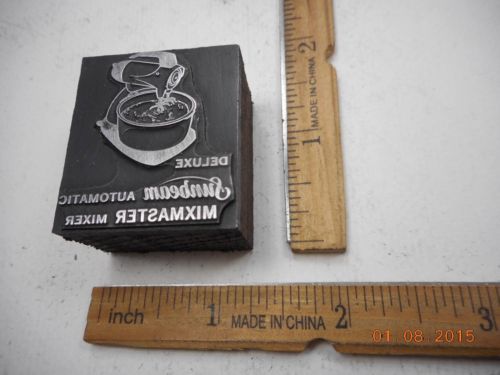 DELUXE
Sunbeam AUTOMATIC
MIXMASTER MIXER
2
1
MADE IN CHINA
inch 1 MADE IN CHINA 2 3
01.08.2015